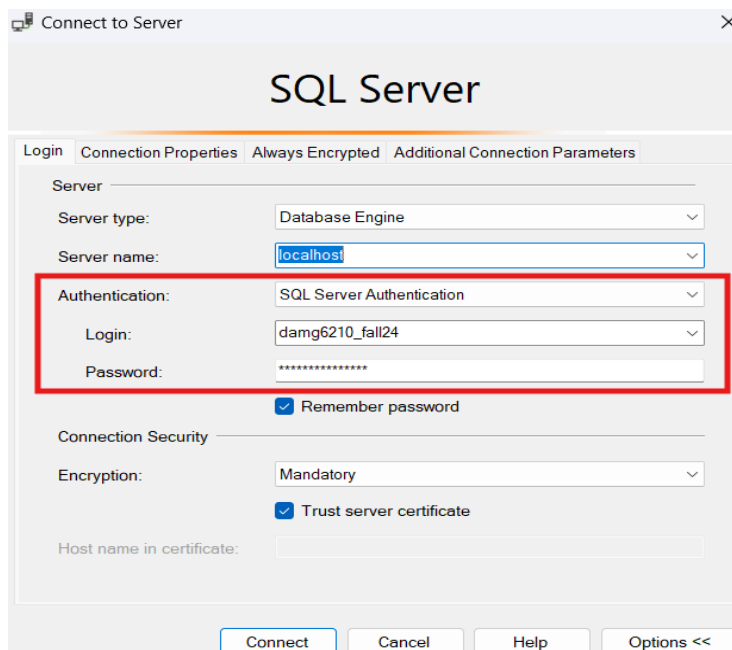 Connect to Server
SQL Server
Login Connection Properties Always Encrypted Additional Connection Parameters
Server
Server type: Database Engine
Server name: localhost
Authentication: SQL Server Authentication
Login: damg6210_fall24
Password: ***************
Remember password
Connection Security
Encryption: Mandatory
Trust server certificate
Host name in certificate:
Connect Cancel Help Options <<